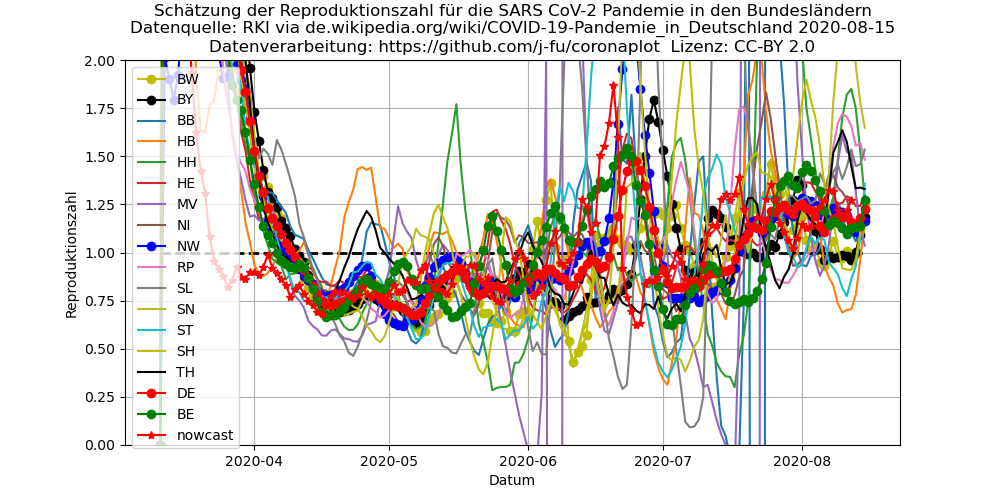 Schätzung der Reproduktionszahl für die SARS CoV-2 Pandemie in den Bundesländern
Datenquelle: RKI via de.wikipedia.org/wiki/COVID-19-Pandemie_in_Deutschland 2020-08-15
Datenverarbeitung: https://github.com/j-fu/coronaplot  Lizenz: CC-BY 2.0
Reproduktionszahl
2.00
1.75
1.50
1.25
1.00
0.75
0.50
0.25
0.00
BW
BY
BB
HB
HH
HE
MV
NI
NW
RP
SL
SN
ST
SH
TH
DE
BE
nowcast
2020-04
2020-05
2020-06
2020-07
2020-08
Datum